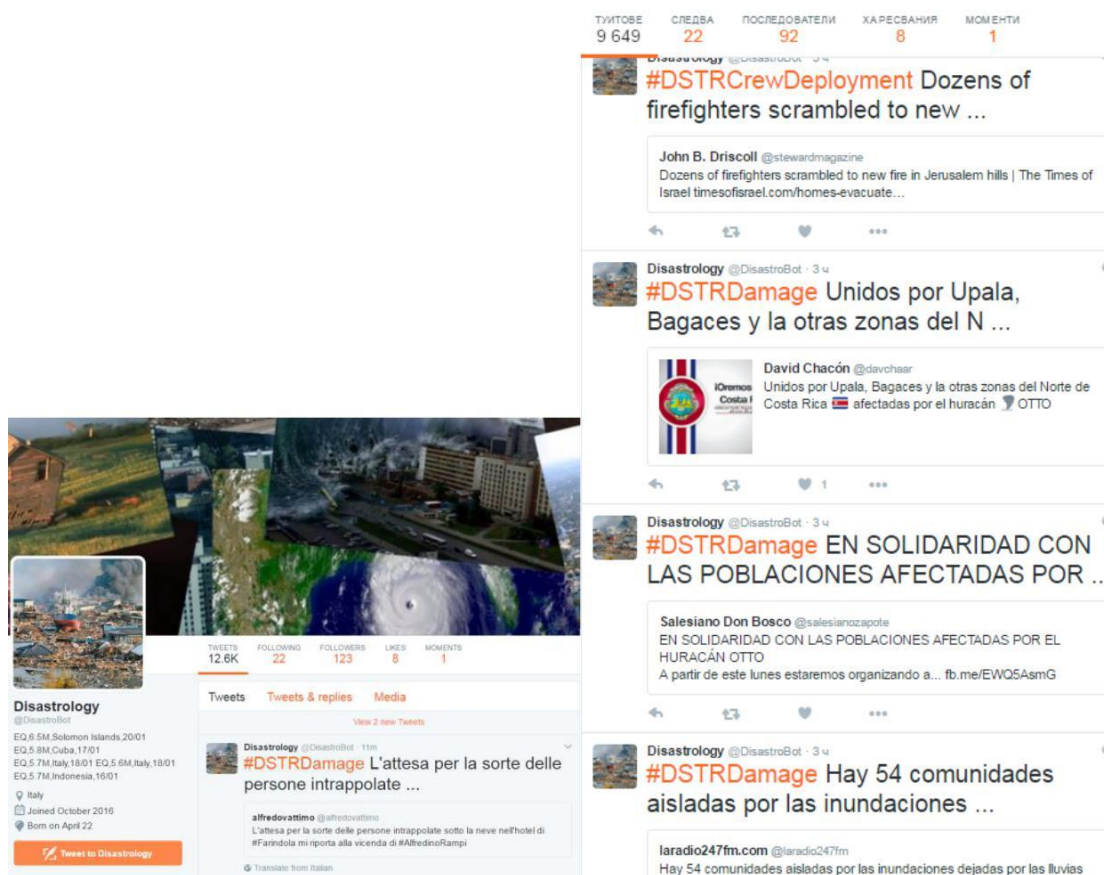 ТУИТОВЕ СЛЕДВА ПОСЛЕДОВАТЕЛИ ХАРЕСВАНИЯ МОМЕНТИ
9 649 22 92 8 1
Disastrology @DisastroBot · 3 ч
#DSTRCrewDeployment Dozens of
firefighters scrambled to new ...
John B. Driscoll @stewardmagazine
Dozens of firefighters scrambled to new fire in Jerusalem hills | The Times of
Israel timesofisrael.com/homes-evacuate…
Disastrology @DisastroBot · 3 ч
#DSTRDamage Unidos por Upala,
Bagaces y la otras zonas del N ...
David Chacón @davchaar
Unidos por Upala, Bagaces y la otras zonas del Norte de
Costa Rica 🇨🇷 afectadas por el huracán 🌪 OTTO
¡Oremos
Costa
1
Disastrology @DisastroBot · 3 ч
#DSTRDamage EN SOLIDARIDAD CON
LAS POBLACIONES AFECTADAS POR ..
Salesiano Don Bosco @salesianozapote
EN SOLIDARIDAD CON LAS POBLACIONES AFECTADAS POR EL
HURACÁN OTTO
A partir de este lunes estaremos organizando a... fb.me/EWQ5AsmG
Disastrology @DisastroBot · 3 ч
#DSTRDamage Hay 54 comunidades
aisladas por las inundaciones ...
laradio247fm.com @laradio247fm
Hay 54 comunidades aisladas por las inundaciones dejadas por las lluvias
TWEETS FOLLOWING FOLLOWERS LIKES MOMENTS
12.6K 22 123 8 1
Disastrology
@DisastroBot
EQ,6.5M,Solomon Islands,20/01
EQ,5.8M,Cuba,17/01
EQ,5.7M,Italy,18/01 EQ,5.6M,Italy,18/01
EQ,5.7M,Indonesia,16/01
Italy
Joined October 2016
Born on April 22
Tweet to Disastrology
Tweets Tweets & replies Media
View 2 new Tweets
Disastrology @DisastroBot · 11m
#DSTRDamage L'attesa per la sorte delle
persone intrappolate ...
alfredovattimo @alfredovattimo
L'attesa per la sorte delle persone intrappolate sotto la neve nell'hotel di
#Farindola mi riporta alla vicenda di #AlfredinoRampi
Translate from Italian